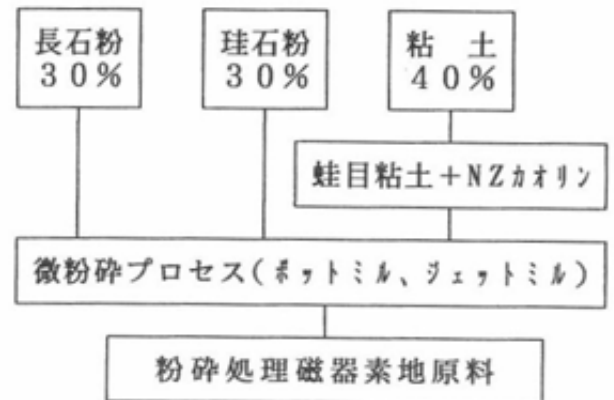 長石粉
30%
珪石粉
30%
粘 土
40%
蛙目粘土+NZカオリン
微粉砕プロセス(ポットミル、ジェットミル)
粉砕処理磁器素地原料